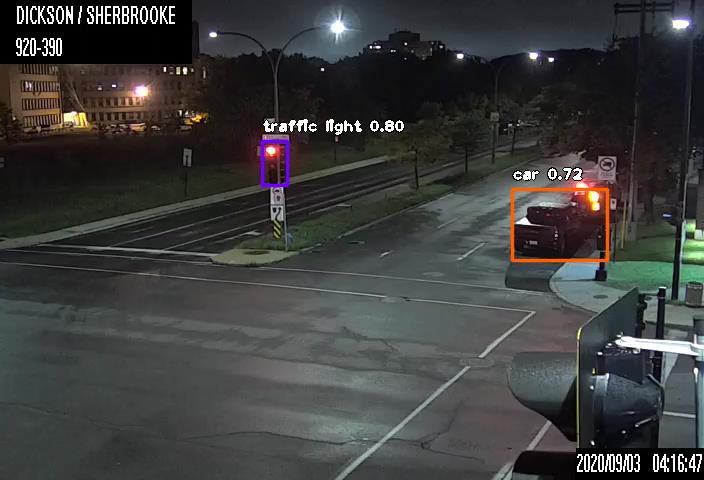 DICKSON / SHERBROOKE
920-390
traffic light 0.80
car 0.72
2020/09/03 04:16:47